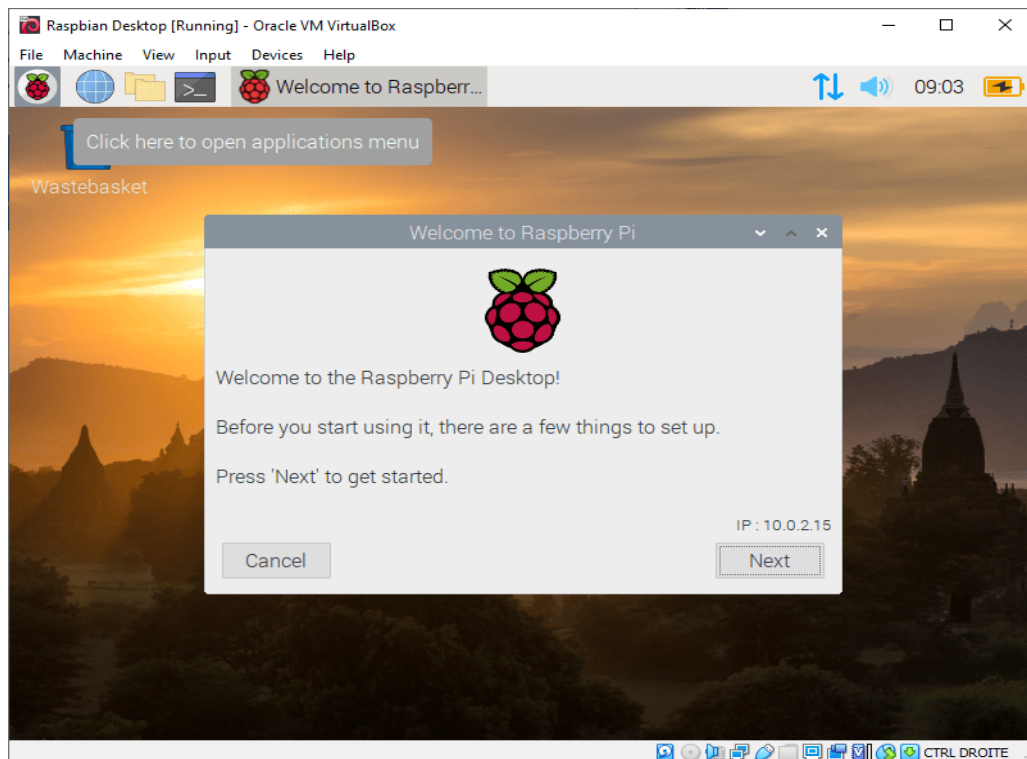 Raspbian Desktop [Running] - Oracle VM VirtualBox
File Machine View Input Devices Help
>_ Welcome to Raspberr... 09:03
Click here to open applications menu
Wastebasket
Welcome to Raspberry Pi
Welcome to the Raspberry Pi Desktop!
Before you start using it, there are a few things to set up.
Press 'Next' to get started.
IP : 10.0.2.15
Cancel Next
CTRL DROITE